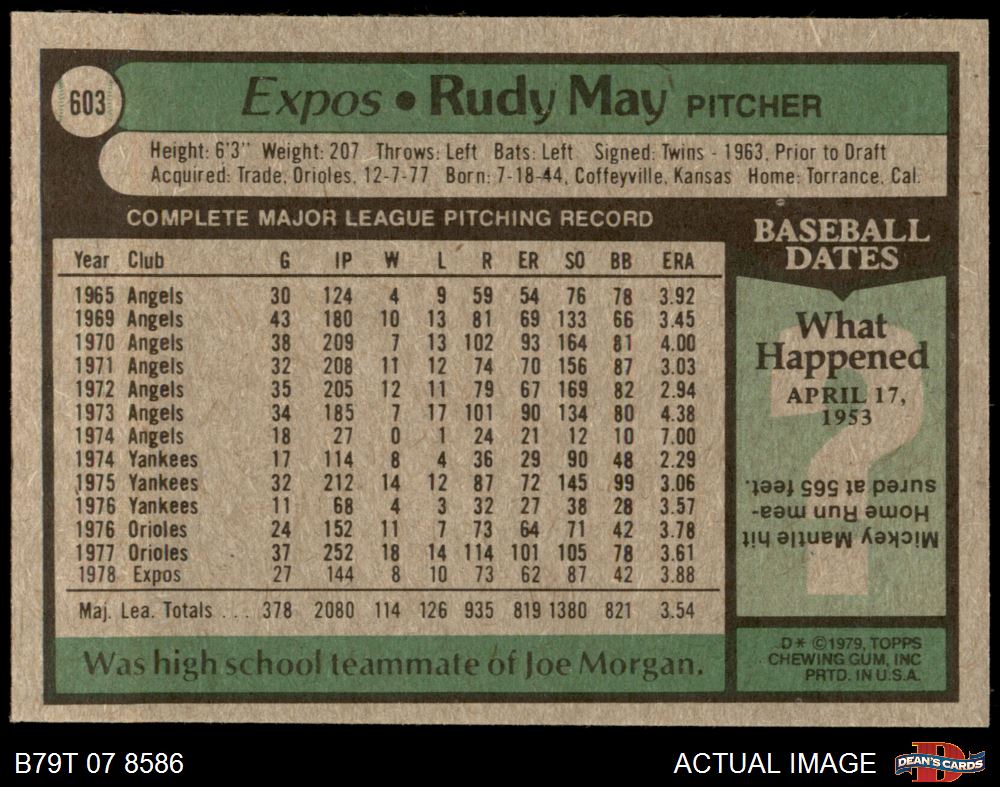 603
Expos • Rudy May PITCHER
Height: 6'3" Weight: 207 Throws: Left Bats: Left Signed: Twins - 1963, Prior to Draft
Acquired: Trade, Orioles, 12-7-77 Born: 7-18-44, Coffeyville, Kansas Home: Torrance, Cal.
COMPLETE MAJOR LEAGUE PITCHING RECORD
Year Club G IP W L R ER SO BB ERA
1965 Angels 30 124 4 9 59 54 76 78 3.92
1969 Angels 43 180 10 13 81 69 133 66 3.45
1970 Angels 38 209 7 13 102 93 164 81 4.00
1971 Angels 32 208 11 12 74 70 156 87 3.03
1972 Angels 35 205 12 11 79 67 169 82 2.94
1973 Angels 34 185 7 17 101 90 134 80 4.38
1974 Angels 18 27 0 1 24 21 12 10 7.00
1974 Yankees 17 114 8 4 36 29 90 48 2.29
1975 Yankees 32 212 14 12 87 72 145 99 3.06
1976 Yankees 11 68 4 3 32 27 38 28 3.57
1976 Orioles 24 152 11 7 73 64 71 42 3.78
1977 Orioles 37 252 18 14 114 101 105 78 3.61
1978 Expos 27 144 8 10 73 62 87 42 3.88
Maj. Lea. Totals ... 378 2080 114 126 935 819 1380 821 3.54
Was high school teammate of Joe Morgan.
BASEBALL
DATES
What
Happened
APRIL 17,
1953
?
Mickey Mantle hit
Home Run mea-
sured at 565 feet.
D* ©1979, TOPPS
CHEWING GUM, INC
PRTD. IN U.S.A.
B79T 07 8586
ACTUAL IMAGE
D
DEAN'S CARDS